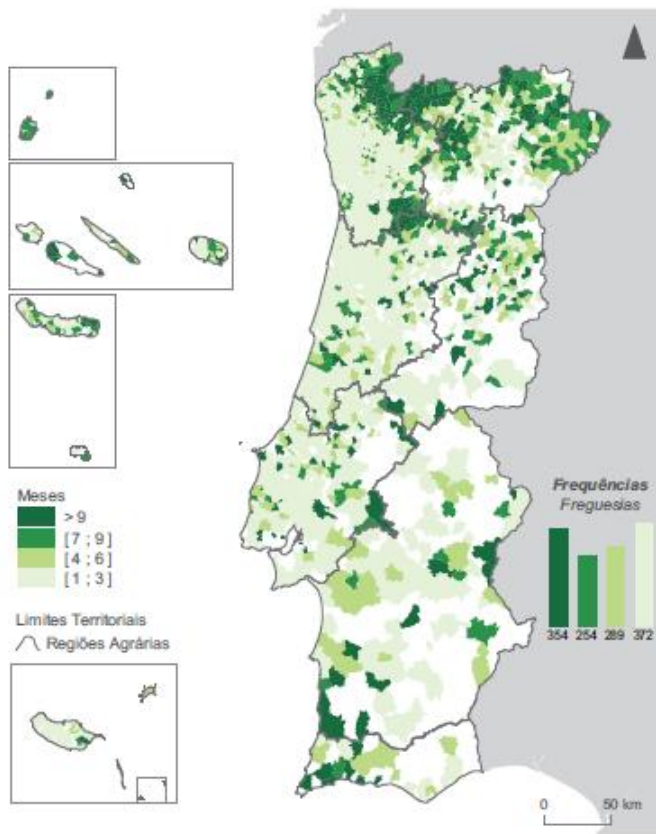 Meses
> 9
[ 7 ; 9 ]
[ 4 ; 6 ]
[ 1 ; 3 ]
Limites Territoriais
Regiões Agrárias
Frequências
Freguesias
354 254 289 372
0 50 km